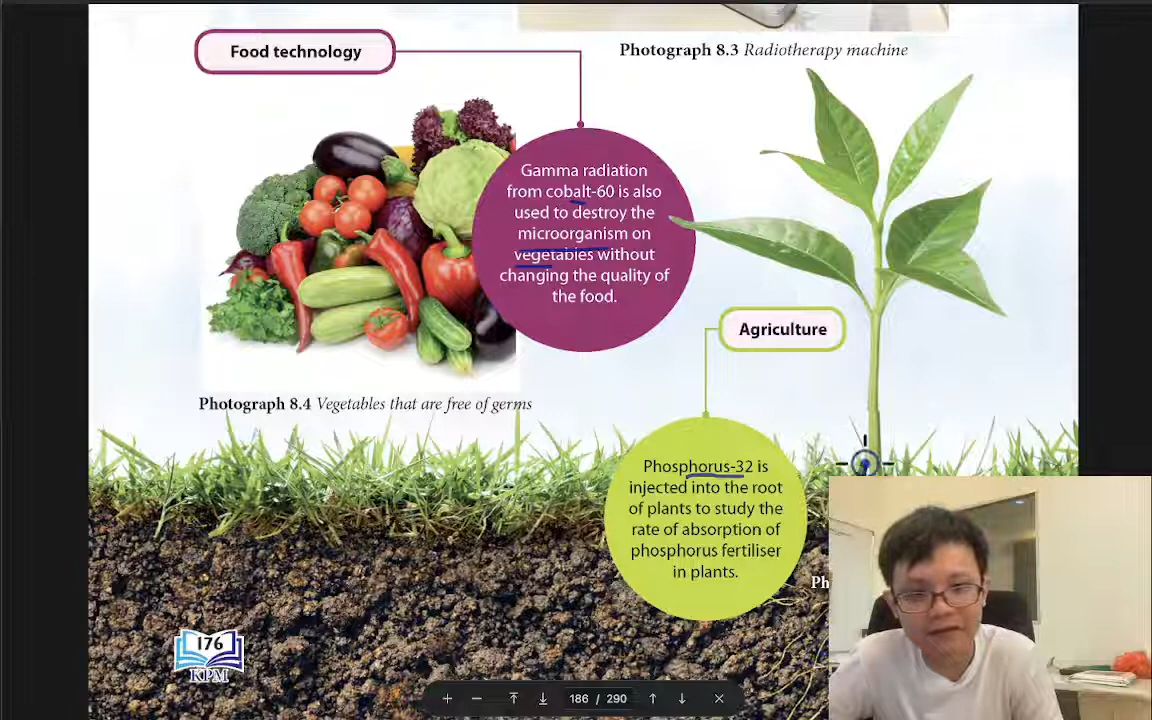 Food technology
Photograph 8.3 Radiotherapy machine
Gamma radiation
from cobalt-60 is also
used to destroy the
microorganism on
vegetables without
changing the quality of
the food.
Agriculture
Photograph 8.4 Vegetables that are free of germs
Phosphorus-32 is
injected into the root
of plants to study the
rate of absorption of
phosphorus fertiliser
in plants.
Ph
176
KPM
186 / 290